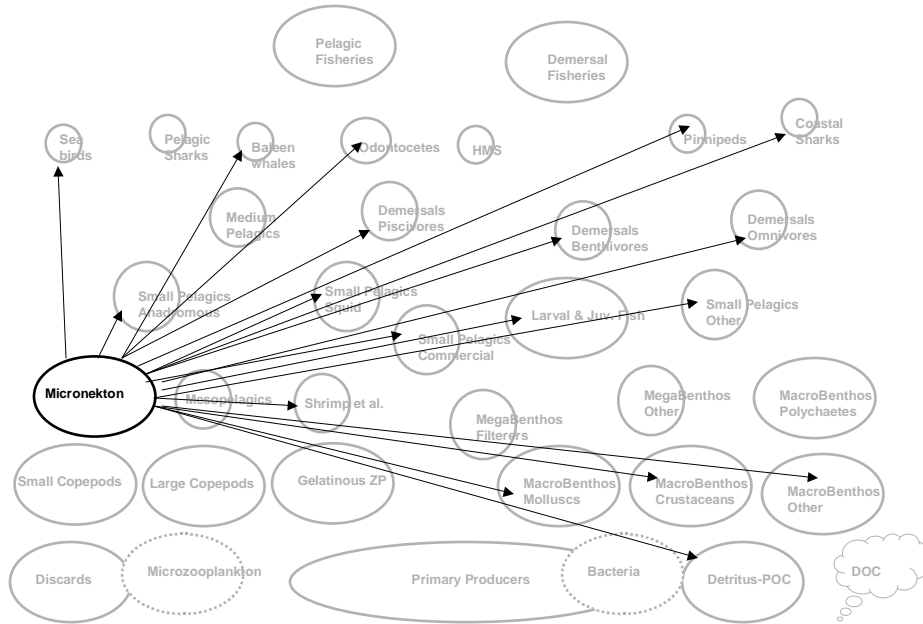 Pelagic
Fisheries
Demersal
Fisheries
Sea
birds
Pelagic
Sharks
Baleen
whales
Odontocetes
HMS
Pinnipeds
Coastal
Sharks
Medium
Pelagics
Demersals
Piscivores
Demersals
Benthivores
Demersals
Omnivores
Small Pelagics
Anadromous
Small Pelagics
Squid
Small Pelagics
Commercial
Larval & Juv. Fish
Small Pelagics
Other
Micronekton
Mesopelagics
Shrimp et al.
MegaBenthos
Filterers
MegaBenthos
Other
MacroBenthos
Polychaetes
Small Copepods
Large Copepods
Gelatinous ZP
MacroBenthos
Molluscs
MacroBenthos
Crustaceans
MacroBenthos
Other
Discards
Microzooplankton
Primary Producers
Bacteria
Detritus-POC
DOC